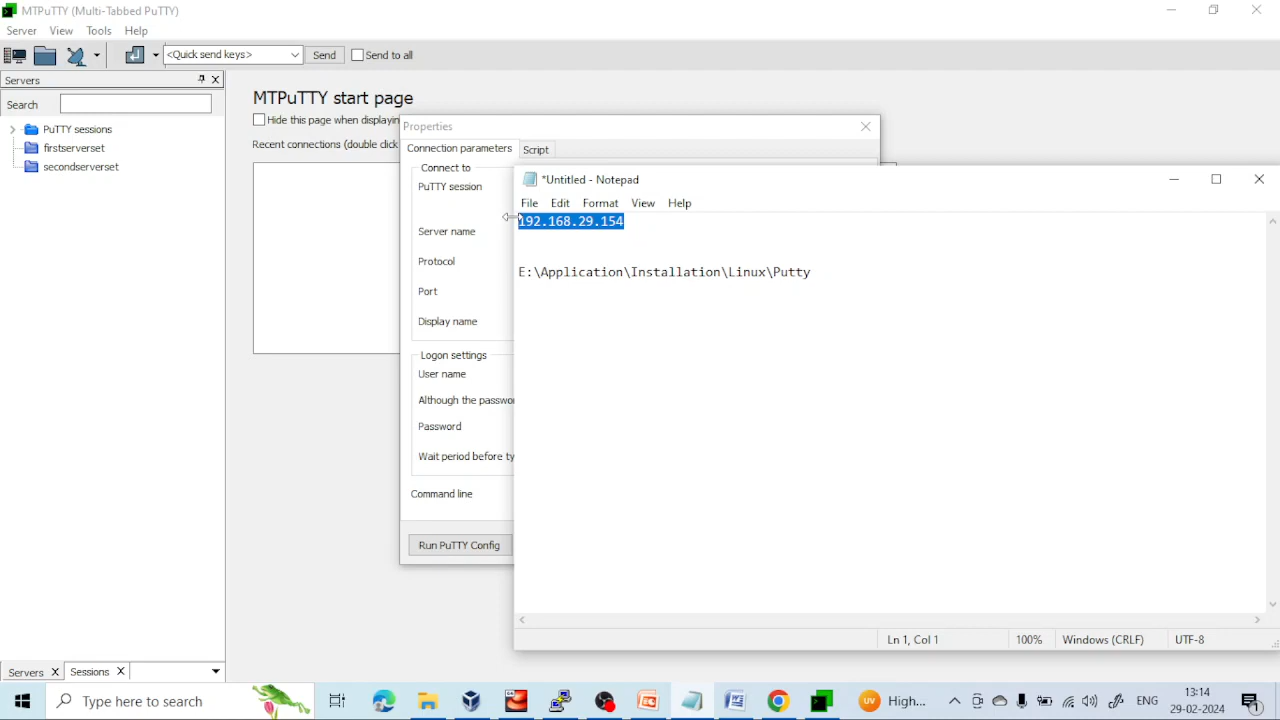 MTPuTTY (Multi-Tabbed PuTTY)
Server View Tools Help
<Quick send keys> Send Send to all
Servers
Search
PuTTY sessions
firstserverset
secondserverset
MTPuTTY start page
Hide this page when displayin
Recent connections (double click
Properties
Connection parameters Script
Connect to
PuTTY session
Server name
Protocol
Port
Display name
Logon settings
User name
Although the passwo
Password
Wait period before ty
Command line
Run PuTTY Config
*Untitled - Notepad
File Edit Format View Help
192.168.29.154
E:\Application\Installation\Linux\Putty
Ln 1, Col 1 100% Windows (CRLF) UTF-8
Servers Sessions
Type here to search
UV High... ENG 13:14
29-02-2024
1